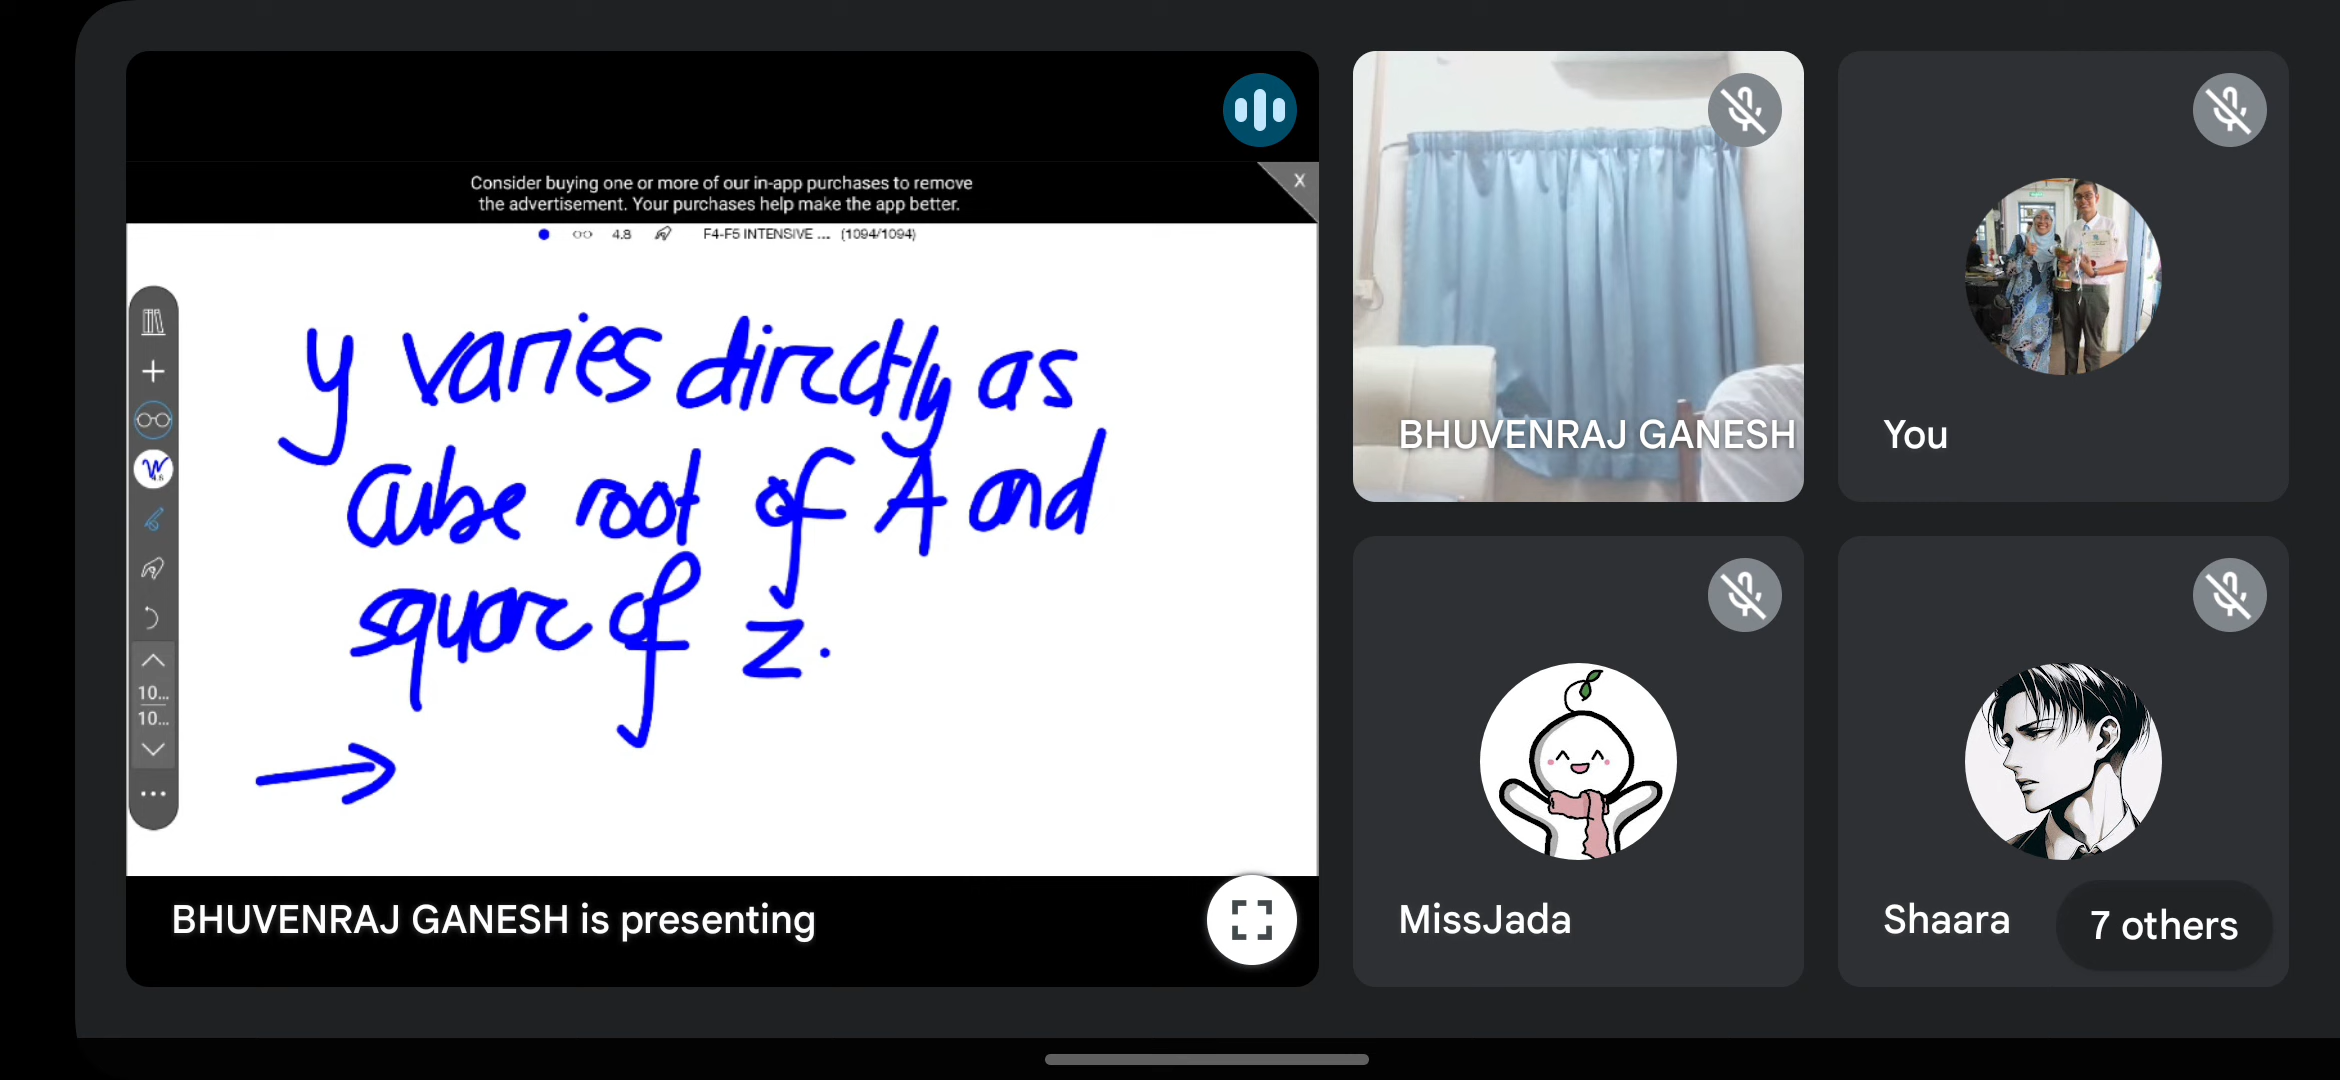 Consider buying one or more of our in-app purchases to remove
the advertisement. Your purchases help make the app better.
X
4.8 F4-F5 INTENSIVE ... (1094/1094)
y varies directly as
cube root of A and
square of z.
→
W
4.8
10...
10...
BHUVENRAJ GANESH is presenting
BHUVENRAJ GANESH
You
MissJada
Shaara
7 others